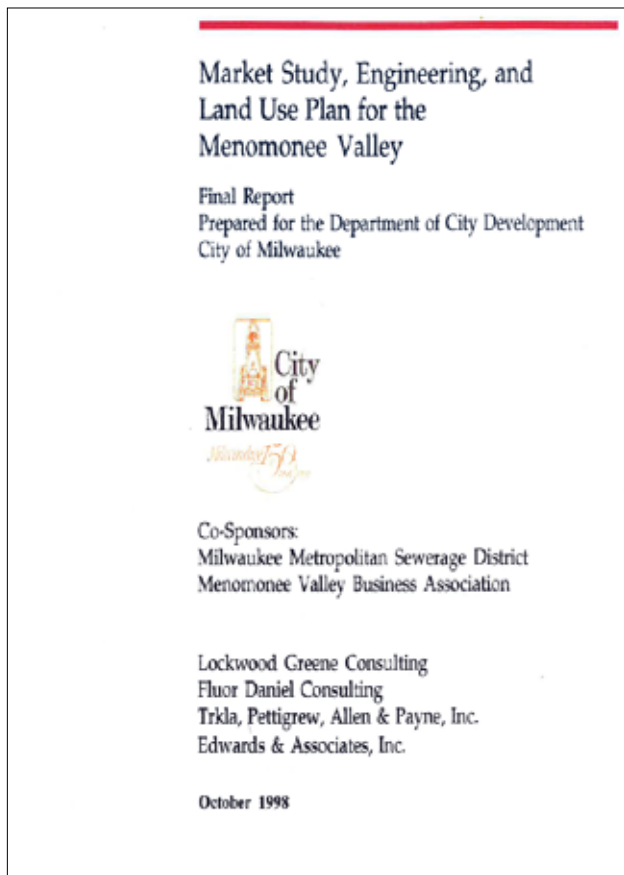 Market Study, Engineering, and
Land Use Plan for the
Menomonee Valley
Final Report
Prepared for the Department of City Development
City of Milwaukee
City
of
Milwaukee
Milwaukee 150
Co-Sponsors:
Milwaukee Metropolitan Sewerage District
Menomonee Valley Business Association
Lockwood Greene Consulting
Fluor Daniel Consulting
Trkla, Pettigrew, Allen & Payne, Inc.
Edwards & Associates, Inc.
October 1998